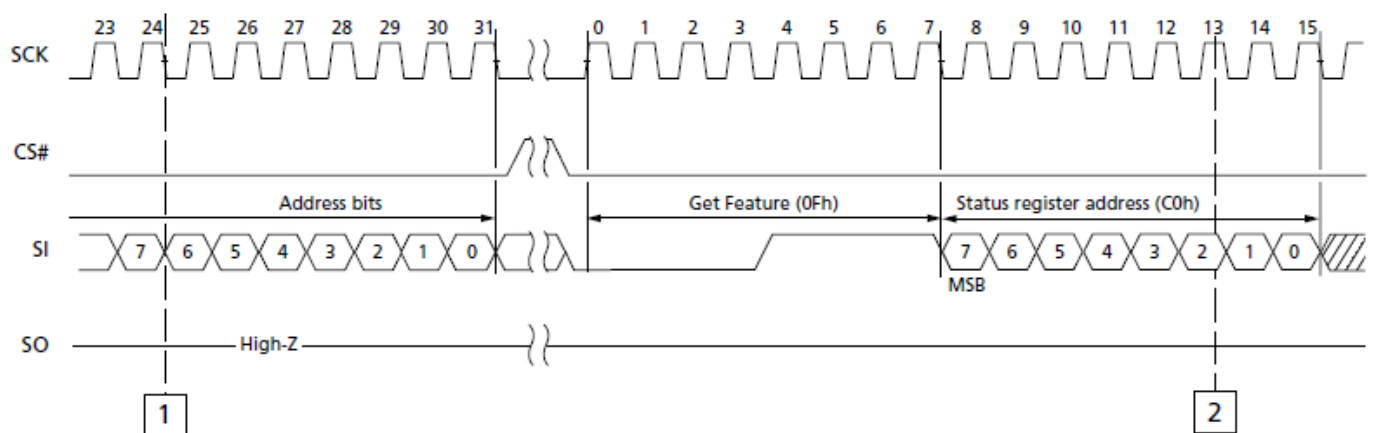 23 24 25 26 27 28 29 30 31 0 1 2 3 4 5 6 7 8 9 10 11 12 13 14 15
SCK
CS#
Address bits Get Feature (0Fh) Status register address (C0h)
SI 7 6 5 4 3 2 1 0 7 6 5 4 3 2 1 0
MSB
SO High-Z
1 2